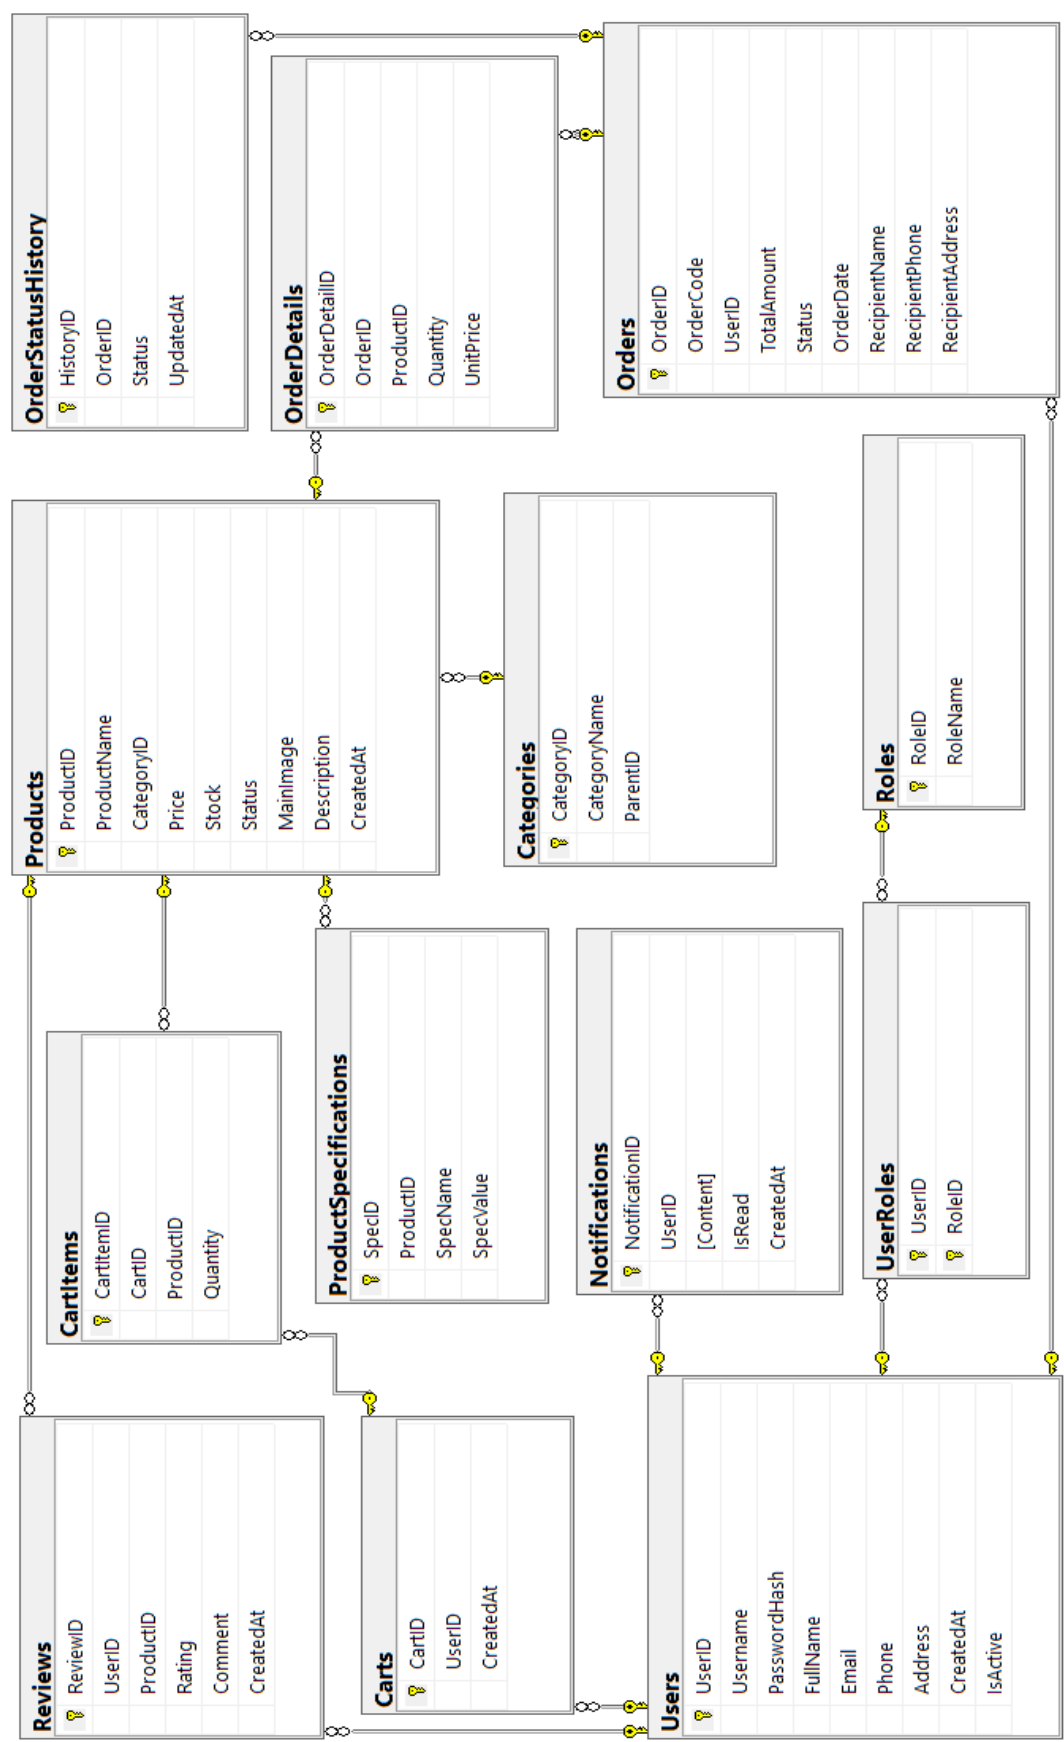 Reviews
ReviewID
UserID
ProductID
Rating
Comment
CreatedAt
CartItems
CartItemID
CartID
ProductID
Quantity
Products
ProductID
ProductName
CategoryID
Price
Stock
Status
MainImage
Description
CreatedAt
OrderStatusHistory
HistoryID
OrderID
Status
UpdatedAt
Carts
CartID
UserID
CreatedAt
ProductSpecifications
SpecID
ProductID
SpecName
SpecValue
OrderDetails
OrderDetailID
OrderID
ProductID
Quantity
UnitPrice
Categories
CategoryID
CategoryName
ParentID
Notifications
NotificationID
UserID
[Content]
IsRead
CreatedAt
Orders
OrderID
OrderCode
UserID
TotalAmount
Status
OrderDate
RecipientName
RecipientPhone
RecipientAddress
Users
UserID
Username
PasswordHash
FullName
Email
Phone
Address
CreatedAt
IsActive
UserRoles
UserID
RoleID
Roles
RoleID
RoleName